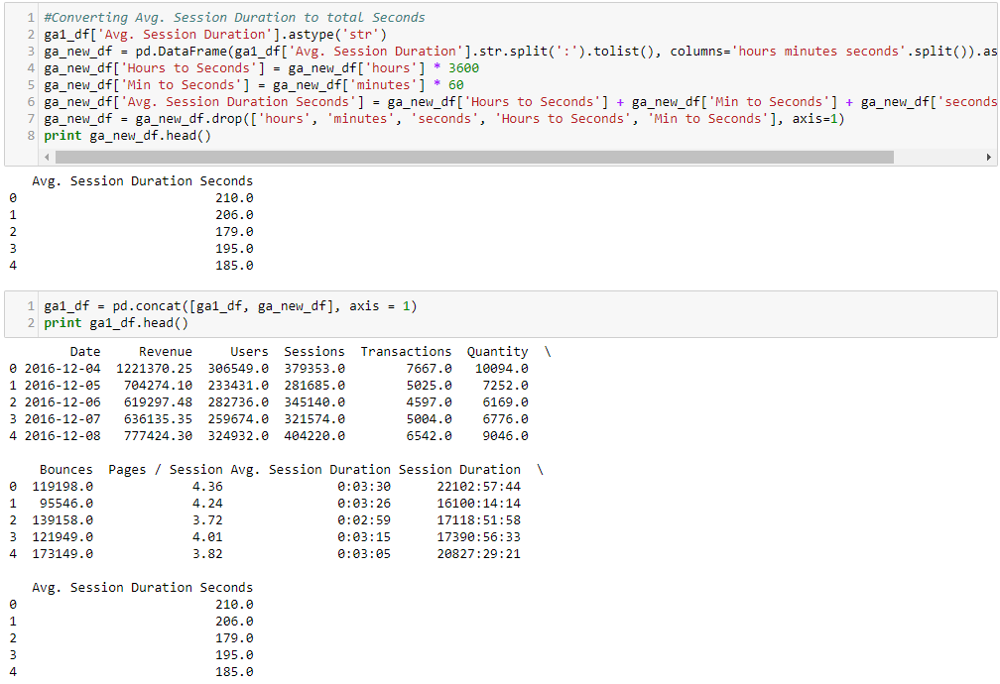 1 #Converting Avg. Session Duration to total Seconds
2 ga1_df['Avg. Session Duration'].astype('str')
3 ga_new_df = pd.DataFrame(ga1_df['Avg. Session Duration'].str.split(':').tolist(), columns='hours minutes seconds'.split()).as
4 ga_new_df['Hours to Seconds'] = ga_new_df['hours'] * 3600
5 ga_new_df['Min to Seconds'] = ga_new_df['minutes'] * 60
6 ga_new_df['Avg. Session Duration Seconds'] = ga_new_df['Hours to Seconds'] + ga_new_df['Min to Seconds'] + ga_new_df['seconds
7 ga_new_df = ga_new_df.drop(['hours', 'minutes', 'seconds', 'Hours to Seconds', 'Min to Seconds'], axis=1)
8 print ga_new_df.head()
Avg. Session Duration Seconds
0 210.0
1 206.0
2 179.0
3 195.0
4 185.0
1 ga1_df = pd.concat([ga1_df, ga_new_df], axis = 1)
2 print ga1_df.head()
Date Revenue Users Sessions Transactions Quantity \
0 2016-12-04 1221370.25 306549.0 379353.0 7667.0 10094.0
1 2016-12-05 704274.10 233431.0 281685.0 5025.0 7252.0
2 2016-12-06 619297.48 282736.0 345140.0 4597.0 6169.0
3 2016-12-07 636135.35 259674.0 321574.0 5004.0 6776.0
4 2016-12-08 777424.30 324932.0 404220.0 6542.0 9046.0
Bounces Pages / Session Avg. Session Duration Session Duration \
0 119198.0 4.36 0:03:30 22102:57:44
1 95546.0 4.24 0:03:26 16100:14:14
2 139158.0 3.72 0:02:59 17118:51:58
3 121949.0 4.01 0:03:15 17390:56:33
4 173149.0 3.82 0:03:05 20827:29:21
Avg. Session Duration Seconds
0 210.0
1 206.0
2 179.0
3 195.0
4 185.0